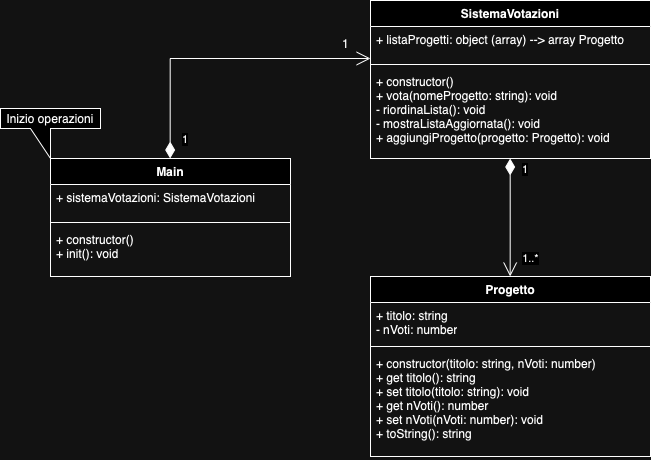 SistemaVotazioni
+ listaProgetti: object (array) --> array Progetto
+ constructor()
+ vota(nomeProgetto: string): void
- riordinaLista(): void
- mostraListaAggiornata(): void
+ aggiungiProgetto(progetto: Progetto): void
1
1
Inizio operazioni
Main
+ sistemaVotazioni: SistemaVotazioni
+ constructor()
+ init(): void
1
1..*
Progetto
+ titolo: string
- nVoti: number
+ constructor(titolo: string, nVoti: number)
+ get titolo(): string
+ set titolo(titolo: string): void
+ get nVoti(): number
+ set nVoti(nVoti: number): void
+ toString(): string